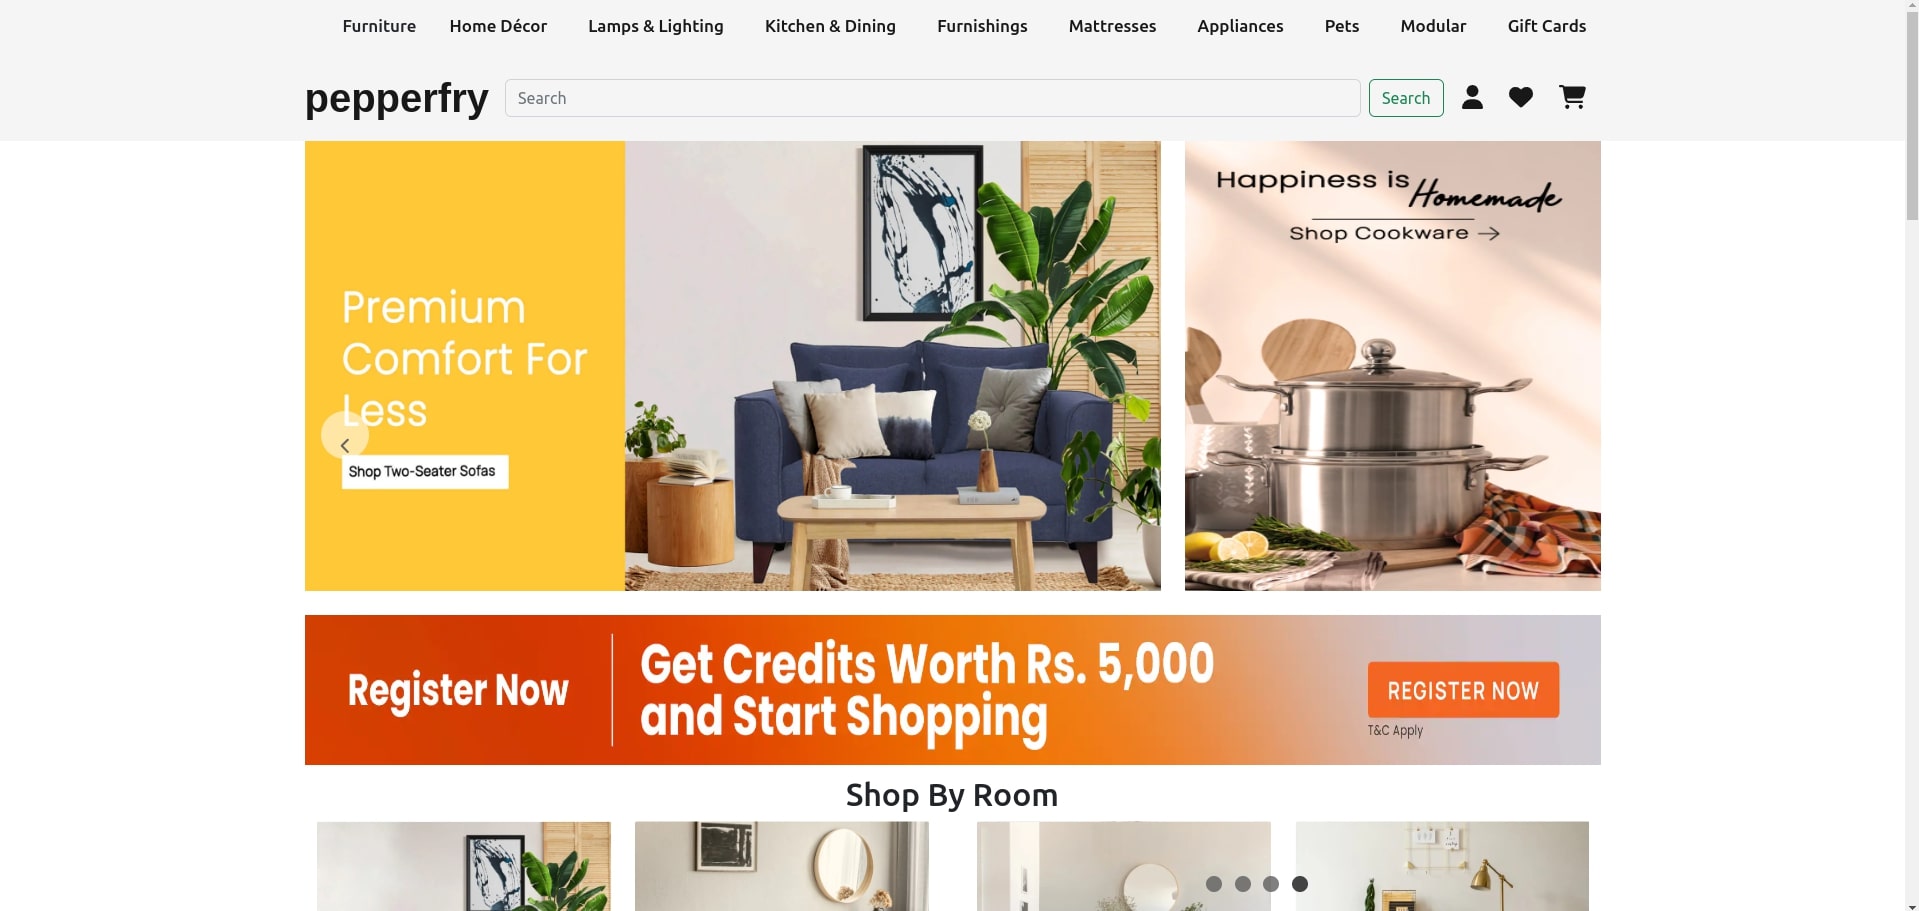 Furniture Home Décor Lamps & Lighting Kitchen & Dining Furnishings Mattresses Appliances Pets Modular Gift Cards
pepperfry Search Search
Happiness is Homemade
Shop Cookware
Premium
Comfort For
Less
Shop Two-Seater Sofas
Register Now
Get Credits Worth Rs. 5,000
and Start Shopping
REGISTER NOW
T&C Apply
Shop By Room